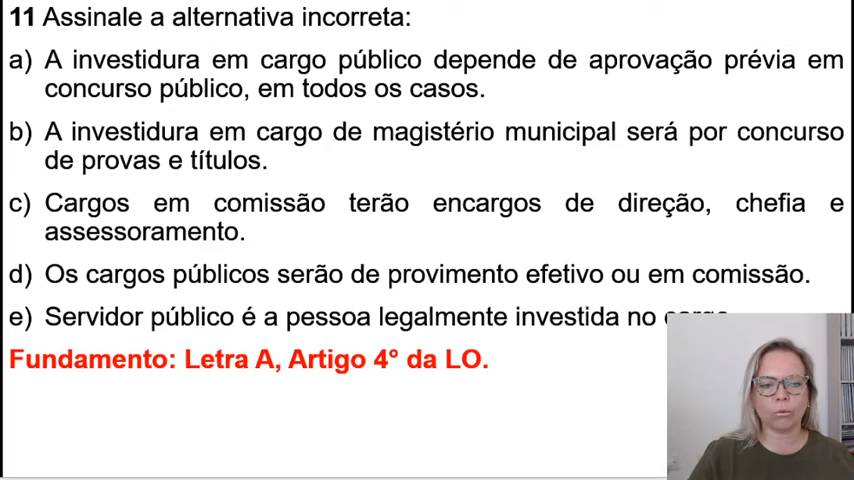 11 Assinale a alternativa incorreta:
a) A investidura em cargo público depende de aprovação prévia em
concurso público, em todos os casos.
b) A investidura em cargo de magistério municipal será por concurso
de provas e títulos.
c) Cargos em comissão terão encargos de direção, chefia e
assessoramento.
d) Os cargos públicos serão de provimento efetivo ou em comissão.
e) Servidor público é a pessoa legalmente investida no
Fundamento: Letra A, Artigo 4° da LO.